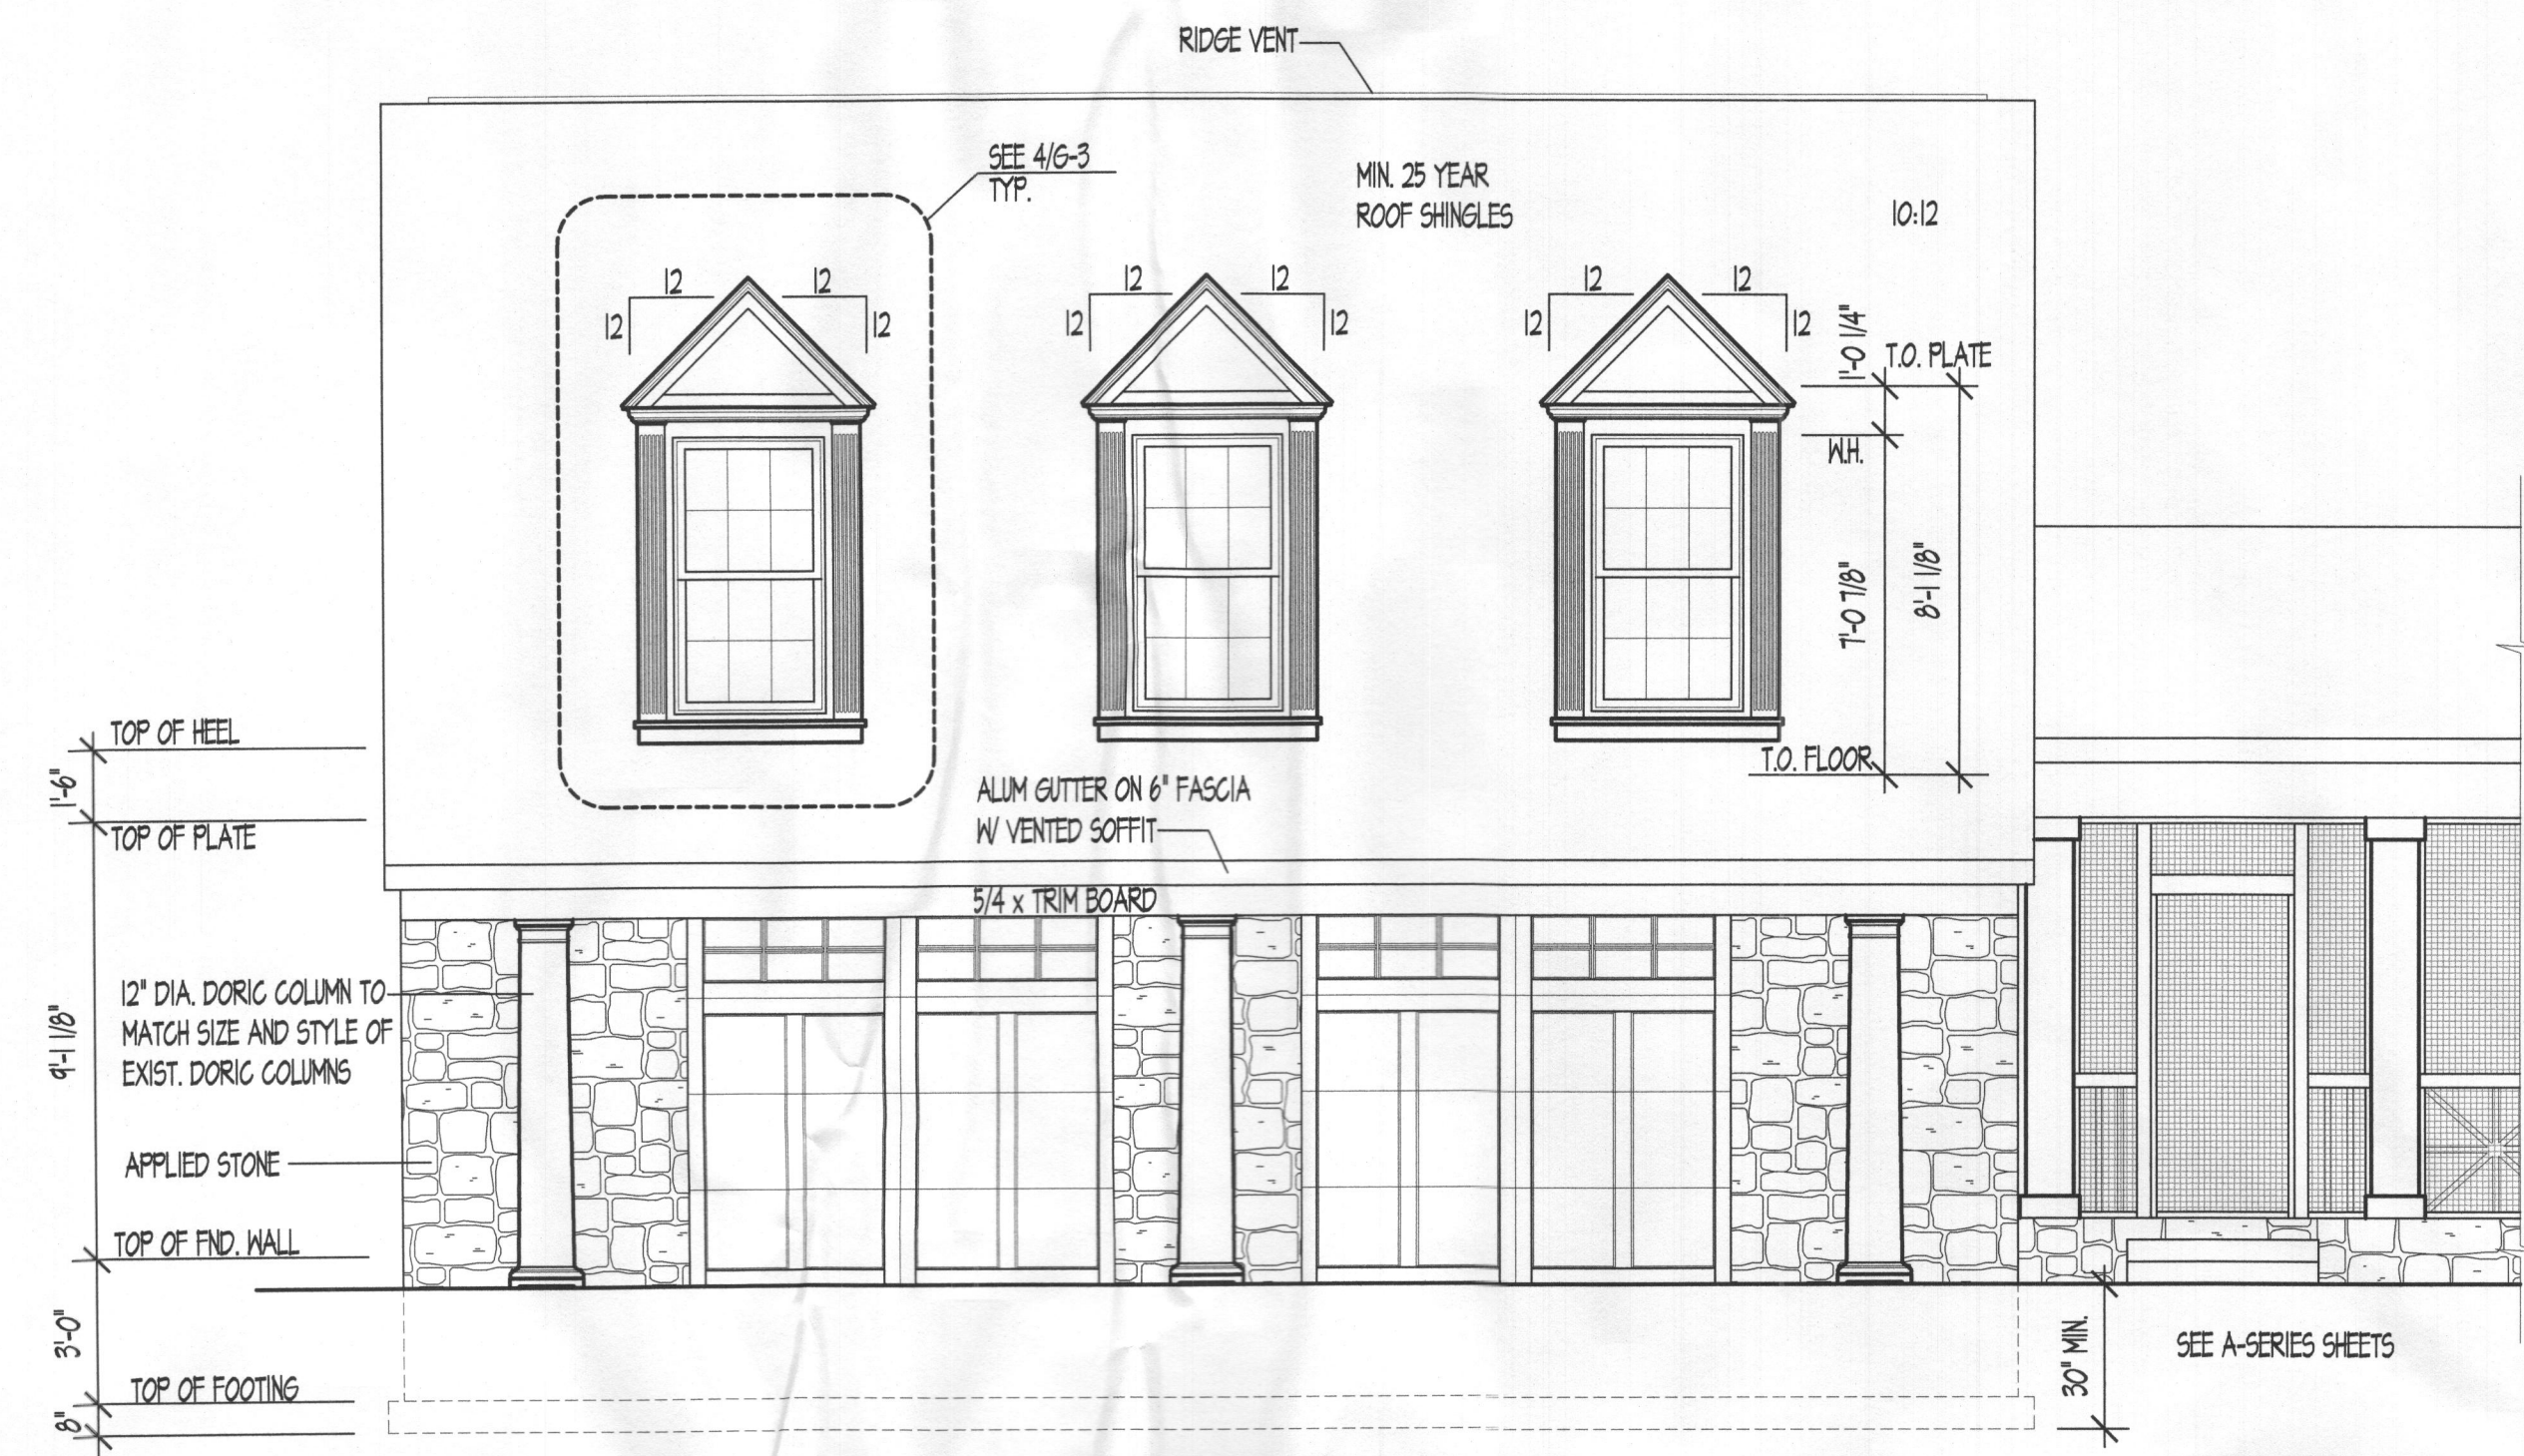 RIDGE VENT
SEE 4/G-3
TYP.
MIN. 25 YEAR
ROOF SHINGLES
10:12
12 12
12 12
12 12
12 12
12 12
12 12
1'-0 1/4"
T.O. PLATE
W.H.
7'-0 7/8"
8'-1 1/8"
T.O. FLOOR
TOP OF HEEL
1'-6"
TOP OF PLATE
ALUM GUTTER ON 6" FASCIA
W/ VENTED SOFFIT
5/4 x TRIM BOARD
12" DIA. DORIC COLUMN TO
MATCH SIZE AND STYLE OF
EXIST. DORIC COLUMNS
9'-1 1/8"
APPLIED STONE
TOP OF FND. WALL
3'-0"
TOP OF FOOTING
8"
30" MIN.
SEE A-SERIES SHEETS